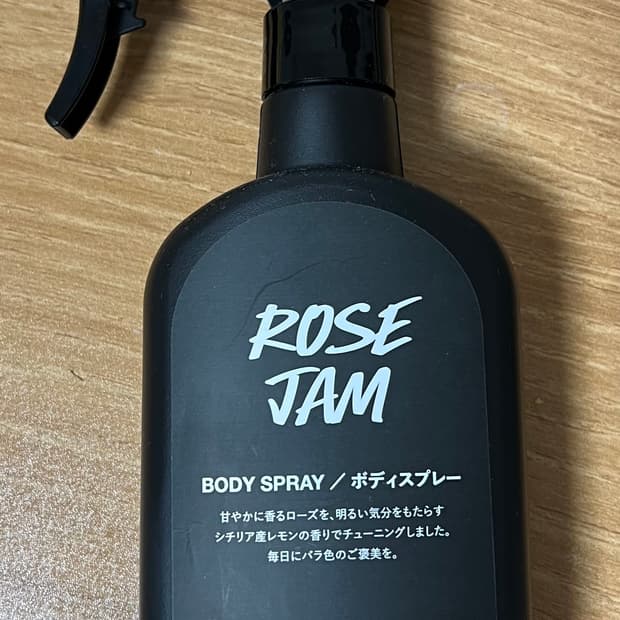 ROSE
JAM
BODY SPRAY / ボディスプレー
甘やかに香るローズを、明るい気分をもたらす
シチリア産レモンの香りでチューニングしました。
毎日にバラ色のご褒美を。